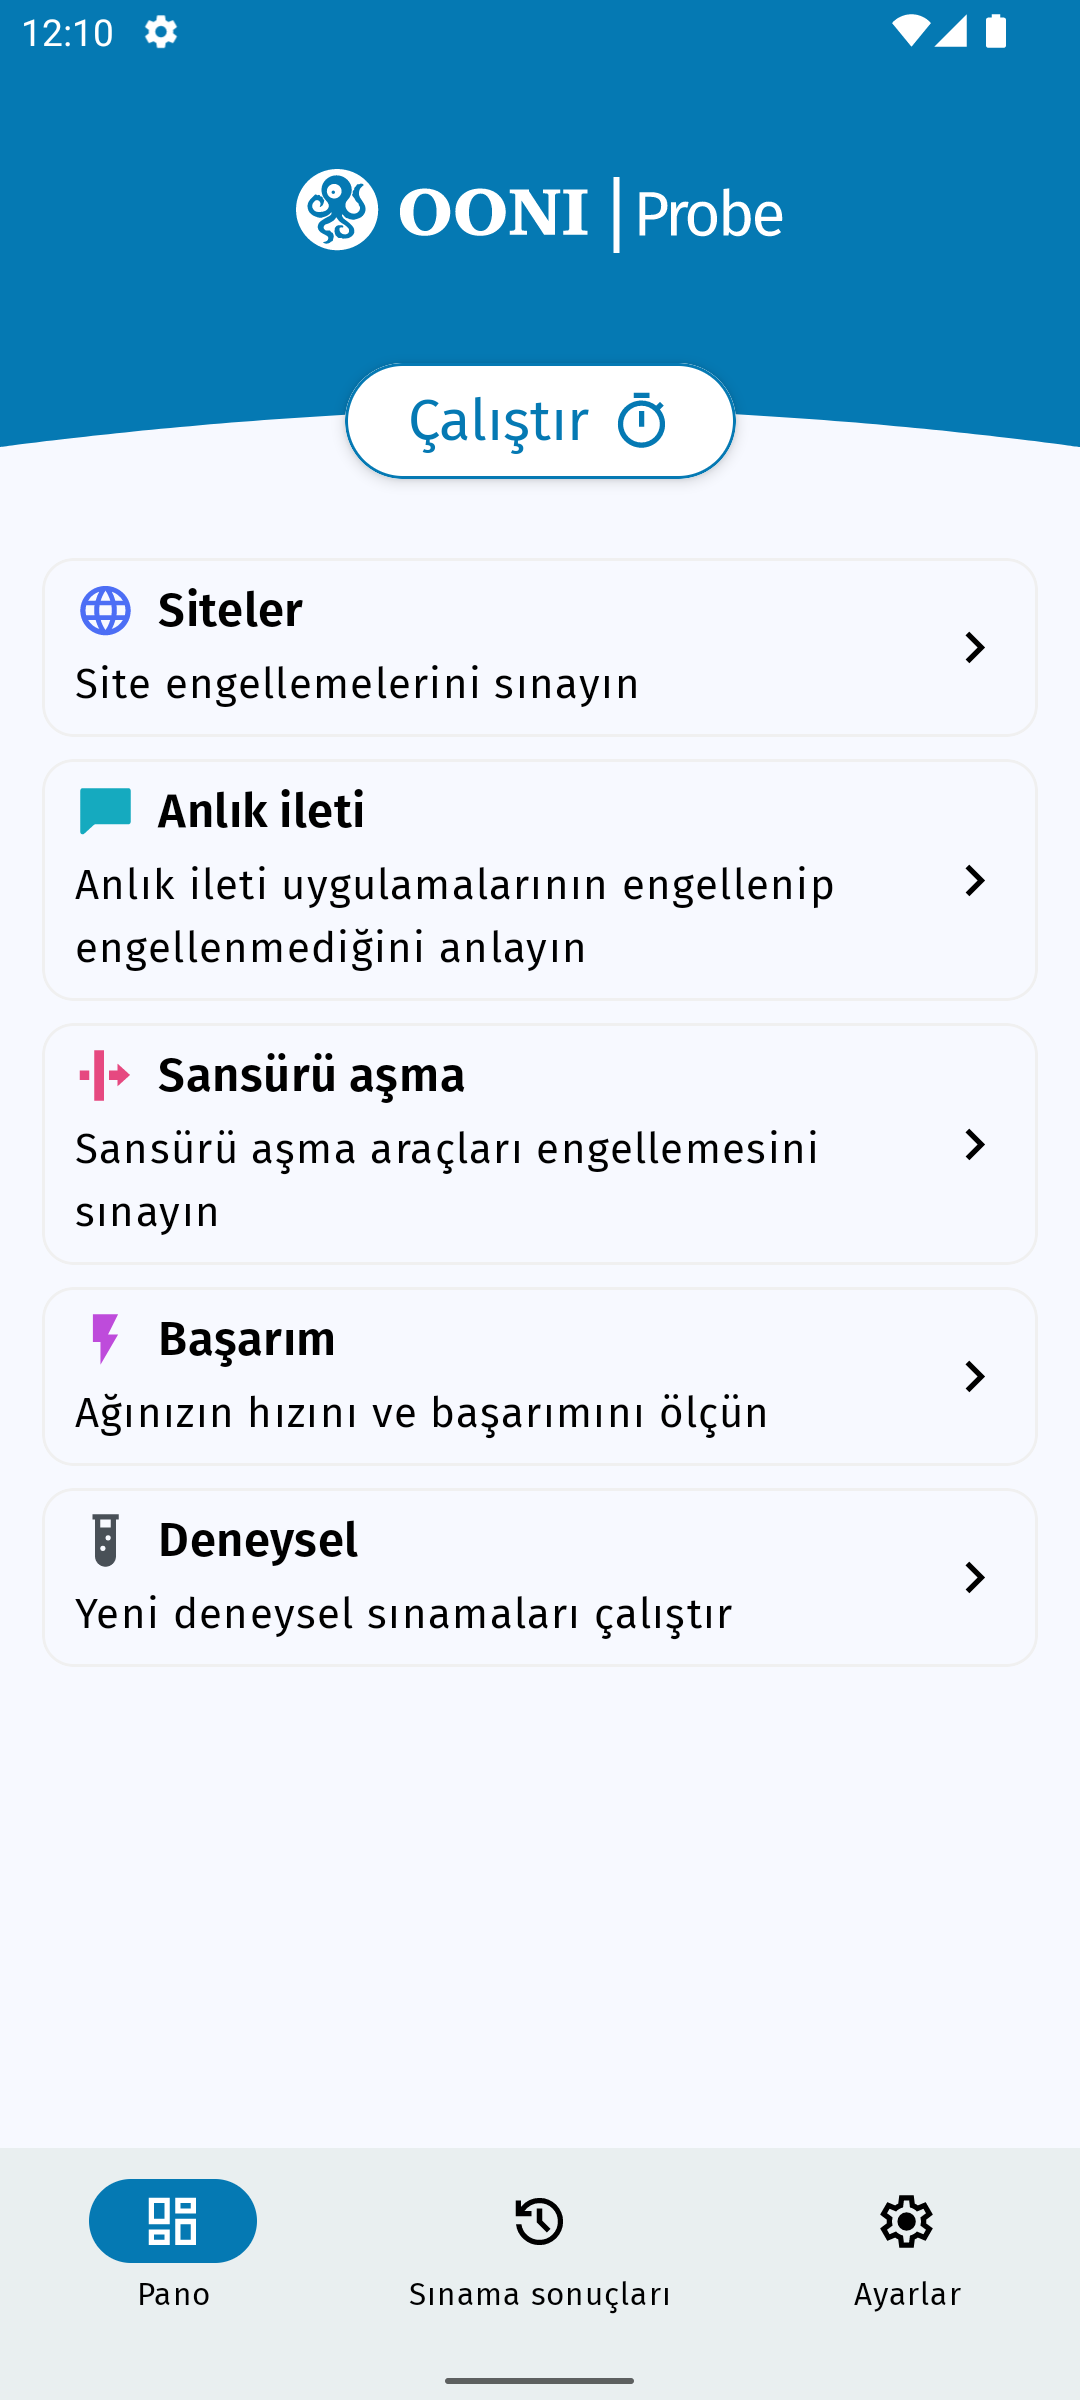 12:10
OONI | Probe
Çalıştır
Siteler
Site engellemelerini sınayın
Anlık ileti
Anlık ileti uygulamalarının engellenip
engellenmediğini anlayın
Sansürü aşma
Sansürü aşma araçları engellemesini
sınayın
Başarım
Ağınızın hızını ve başarımını ölçün
Deneysel
Yeni deneysel sınamaları çalıştır
Pano
Sınama sonuçları
Ayarlar